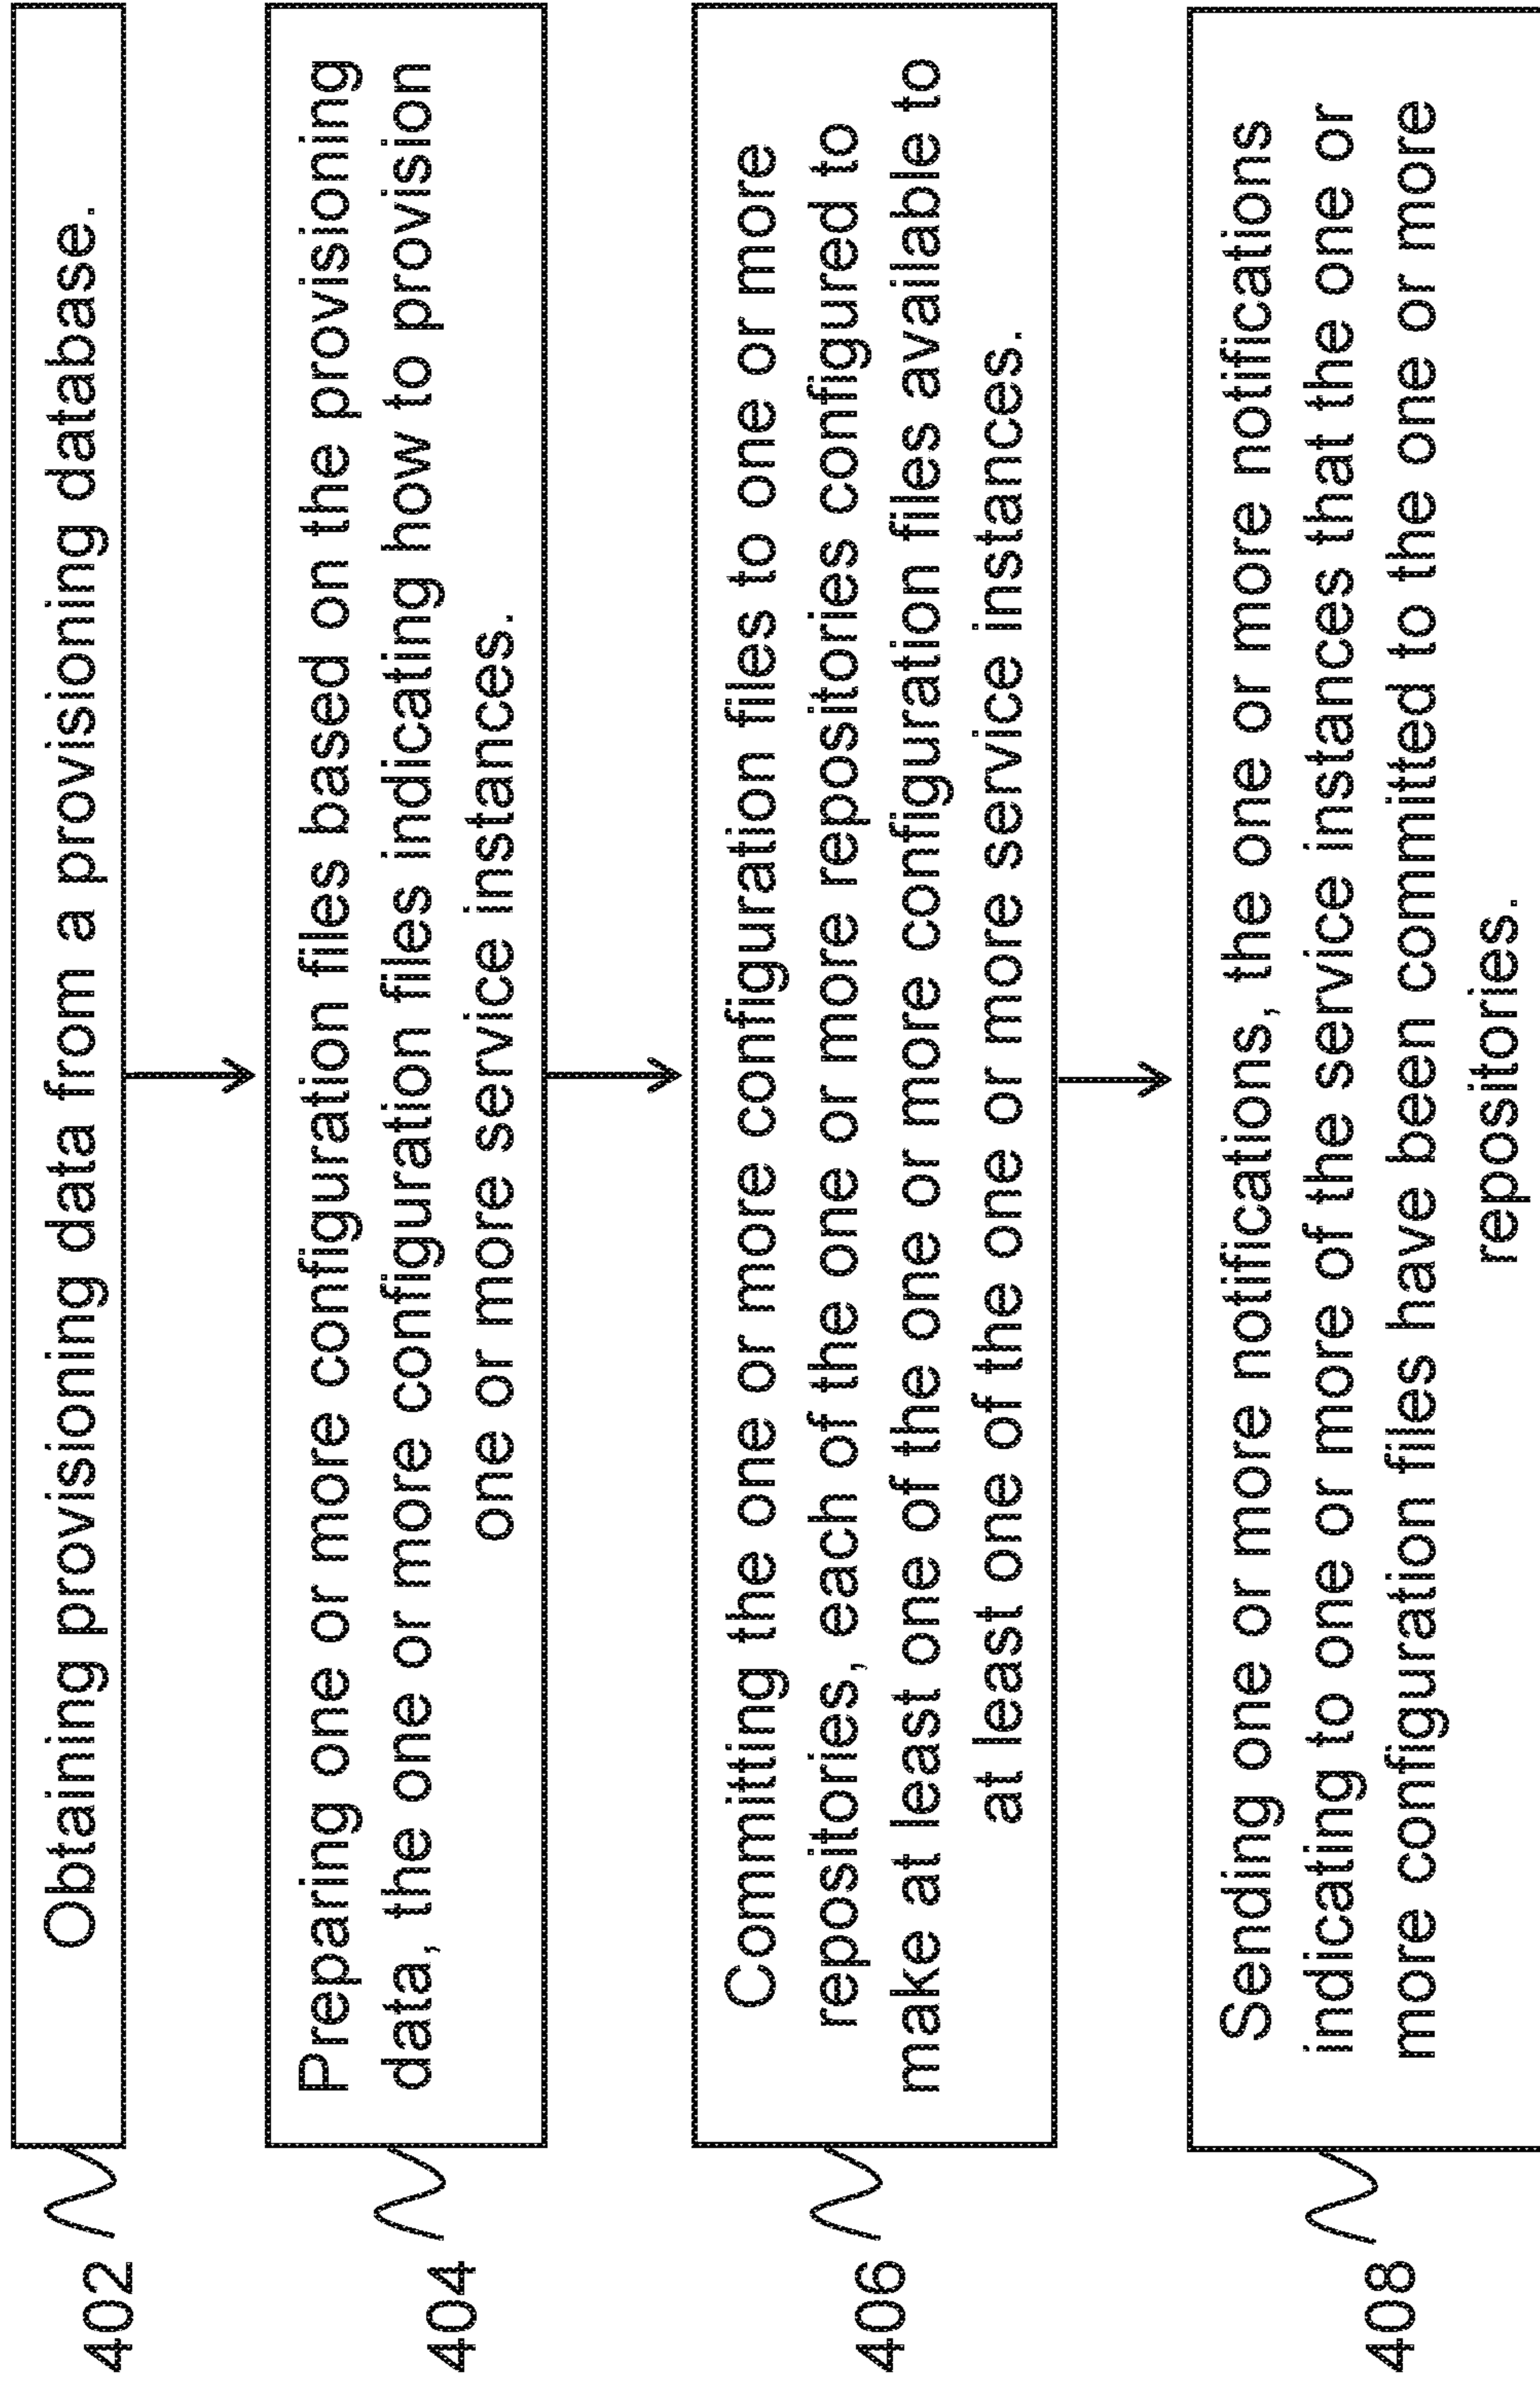 402
Obtaining provisioning data from a provisioning database.
404
Preparing one or more configuration files based on the provisioning
data, the one or more configuration files indicating how to provision
one or more service instances.
406
Committing the one or more configuration files to one or more
repositories, each of the one or more repositories configured to
make at least one of the one or more configuration files available to
at least one of the one or more service instances.
408
Sending one or more notifications, the one or more notifications
indicating to one or more of the service instances that the one or
more configuration files have been committed to the one or more
repositories.